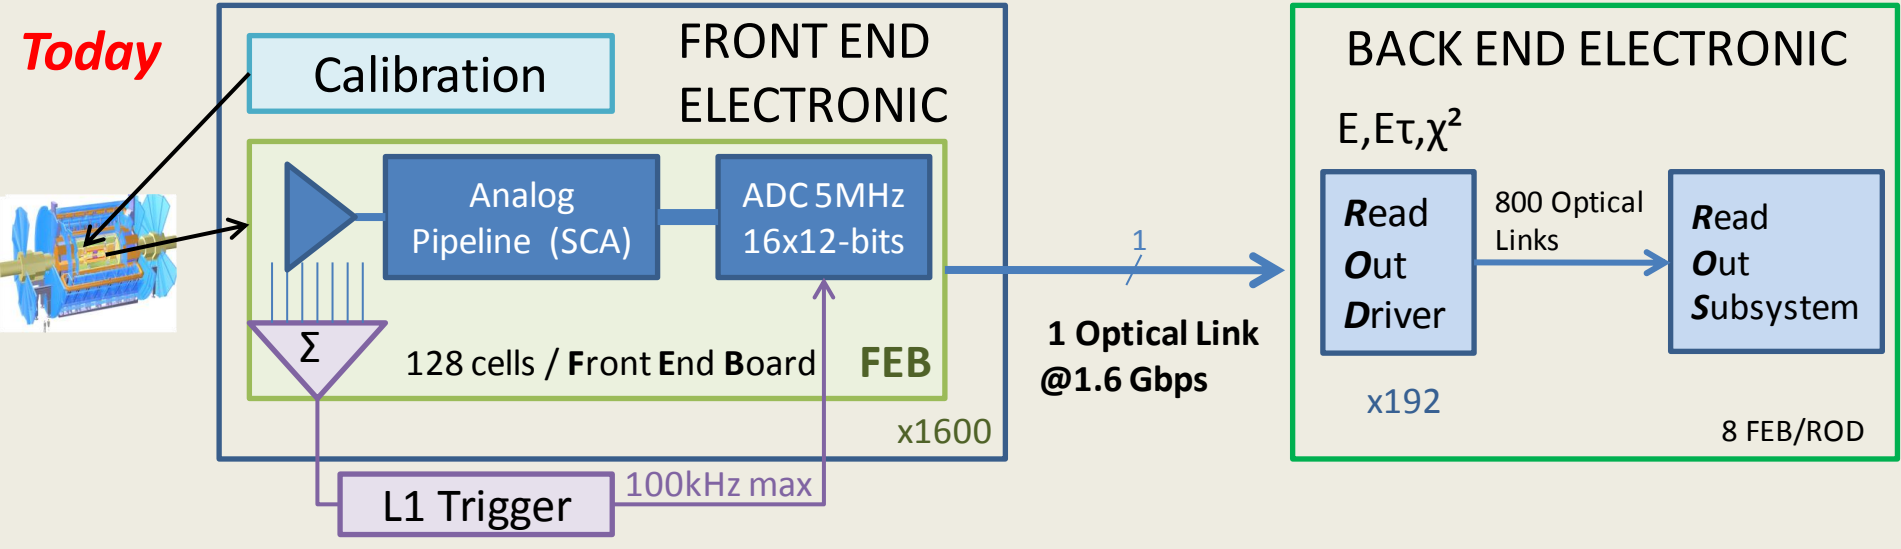 Today
Calibration
FRONT END
ELECTRONIC
Analog
Pipeline (SCA)
ADC 5MHz
16x12-bits
Σ
128 cells / Front End Board
FEB
x1600
L1 Trigger
100kHz max
1
1 Optical Link
@1.6 Gbps
BACK END ELECTRONIC
E,Eτ,χ²
Read
Out
Driver
800 Optical
Links
Read
Out
Subsystem
x192
8 FEB/ROD